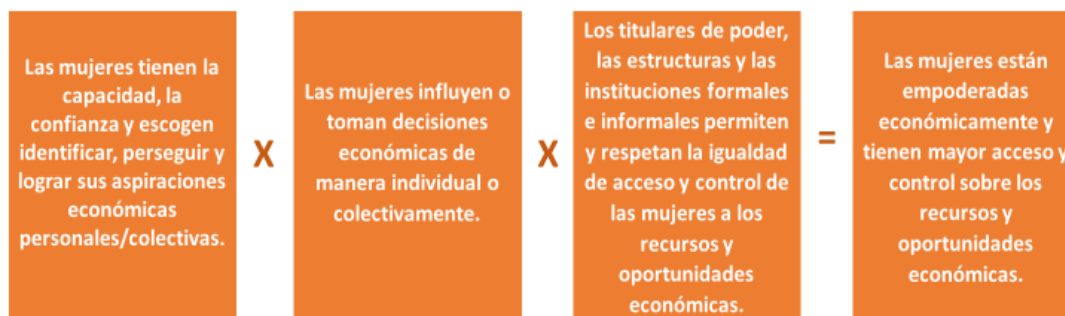 Las mujeres tienen la
capacidad, la
confianza y escogen
identificar, perseguir y
lograr sus aspiraciones
económicas
personales/colectivas.
X
Las mujeres influyen o
toman decisiones
económicas de
manera individual o
colectivamente.
X
Los titulares de poder,
las estructuras y las
instituciones formales
e informales permiten
y respetan la igualdad
de acceso y control de
las mujeres a los
recursos y
oportunidades
económicas.
=
Las mujeres están
empoderadas
económicamente y
tienen mayor acceso y
control sobre los
recursos y
oportunidades
económicas.